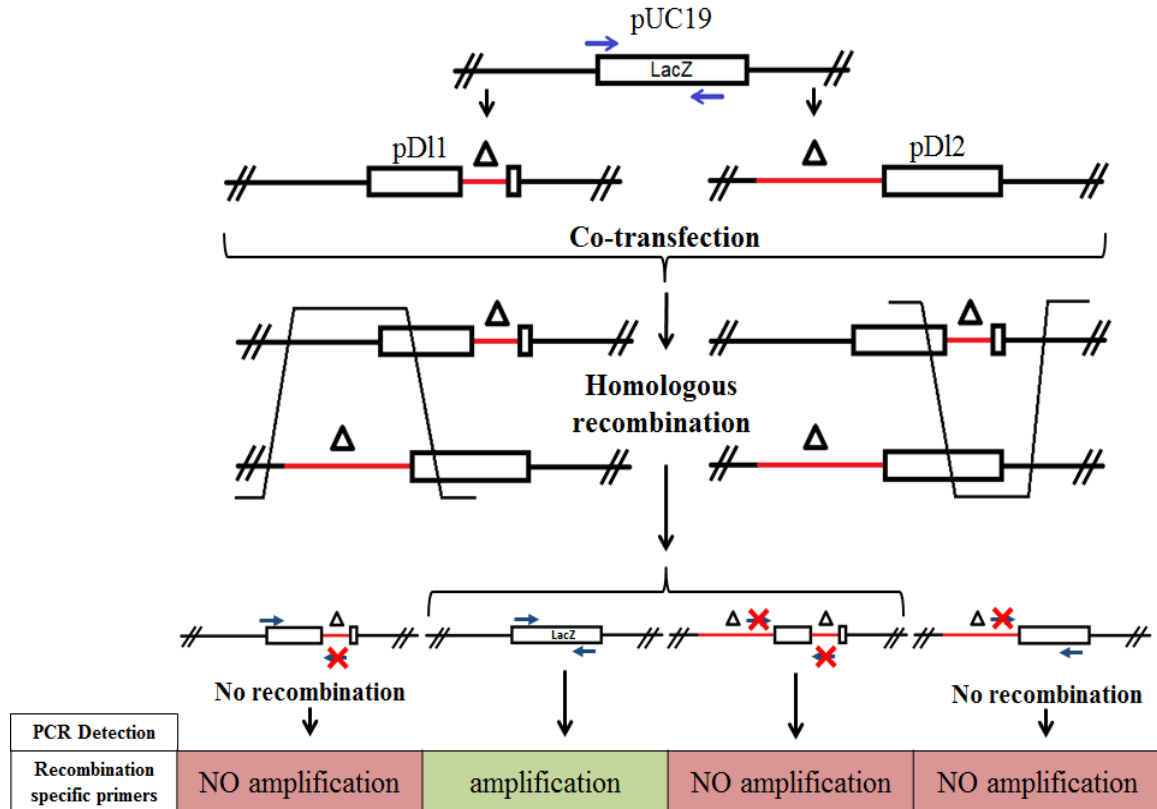 pUC19
LacZ
pDl1
Δ
Δ
pDl2
Co-transfection
Δ
Δ
Homologous
recombination
Δ
Δ
Δ
LacZ
Δ
Δ
Δ
No recombination
No recombination
PCR Detection
Recombination
specific primers
NO amplification
amplification
NO amplification
NO amplification